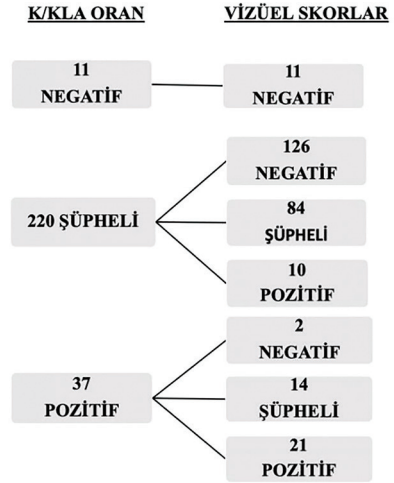 K/KLA ORAN
VİZÜEL SKORLAR
11
NEGATİF
11
NEGATİF
220 ŞÜPHELİ
126
NEGATİF
84
ŞÜPHELİ
10
POZİTİF
37
POZİTİF
2
NEGATİF
14
ŞÜPHELİ
21
POZİTİF